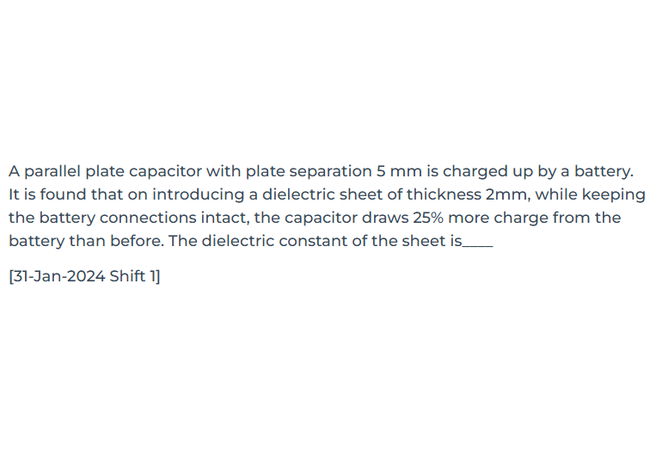 A parallel plate capacitor with plate separation 5 mm is charged up by a battery.
It is found that on introducing a dielectric sheet of thickness 2mm, while keeping
the battery connections intact, the capacitor draws 25% more charge from the
battery than before. The dielectric constant of the sheet is____
[31-Jan-2024 Shift 1]